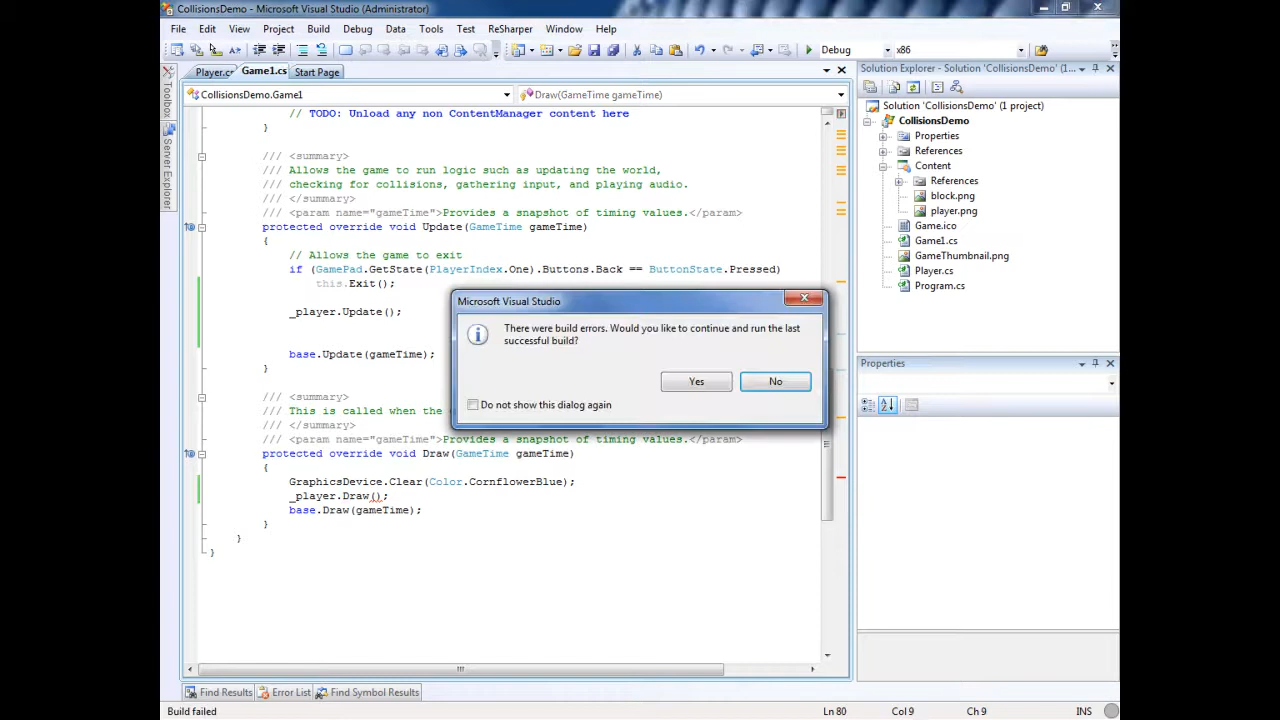 CollisionsDemo - Microsoft Visual Studio (Administrator)
File Edit View Project Build Debug Data Tools Test ReSharper Window Help
Debug x86
Player.cs Game1.cs Start Page
CollisionsDemo.Game1 Draw(GameTime gameTime)
// TODO: Unload any non ContentManager content here
}
/// <summary>
/// Allows the game to run logic such as updating the world,
/// checking for collisions, gathering input, and playing audio.
/// </summary>
/// <param name="gameTime">Provides a snapshot of timing values.</param>
protected override void Update(GameTime gameTime)
{
// Allows the game to exit
if (GamePad.GetState(PlayerIndex.One).Buttons.Back == ButtonState.Pressed)
this.Exit();
_player.Update();
base.Update(gameTime);
}
/// <summary>
/// This is called when the
/// </summary>
/// <param name="gameTime">Provides a snapshot of timing values.</param>
protected override void Draw(GameTime gameTime)
{
GraphicsDevice.Clear(Color.CornflowerBlue);
_player.Draw();
base.Draw(gameTime);
}
}
}
Microsoft Visual Studio
There were build errors. Would you like to continue and run the last
successful build?
Yes No
Do not show this dialog again
Toolbox
Server Explorer
Solution Explorer - Solution 'CollisionsDemo' (1...
Solution 'CollisionsDemo' (1 project)
CollisionsDemo
Properties
References
Content
References
block.png
player.png
Game.ico
Game1.cs
GameThumbnail.png
Player.cs
Program.cs
Properties
Find Results Error List Find Symbol Results
Build failed Ln 80 Col 9 Ch 9 INS